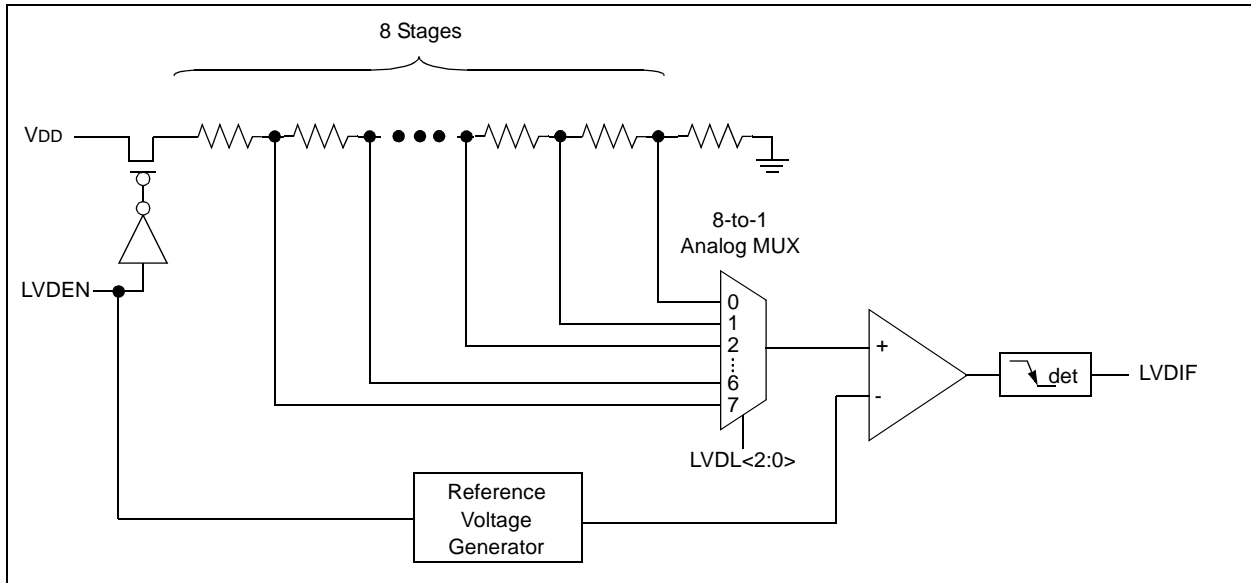 8 Stages
VDD
8-to-1
Analog MUX
LVDEN
0
1
2
6
7
+
-
det
LVDIF
LVDL<2:0>
Reference
Voltage
Generator